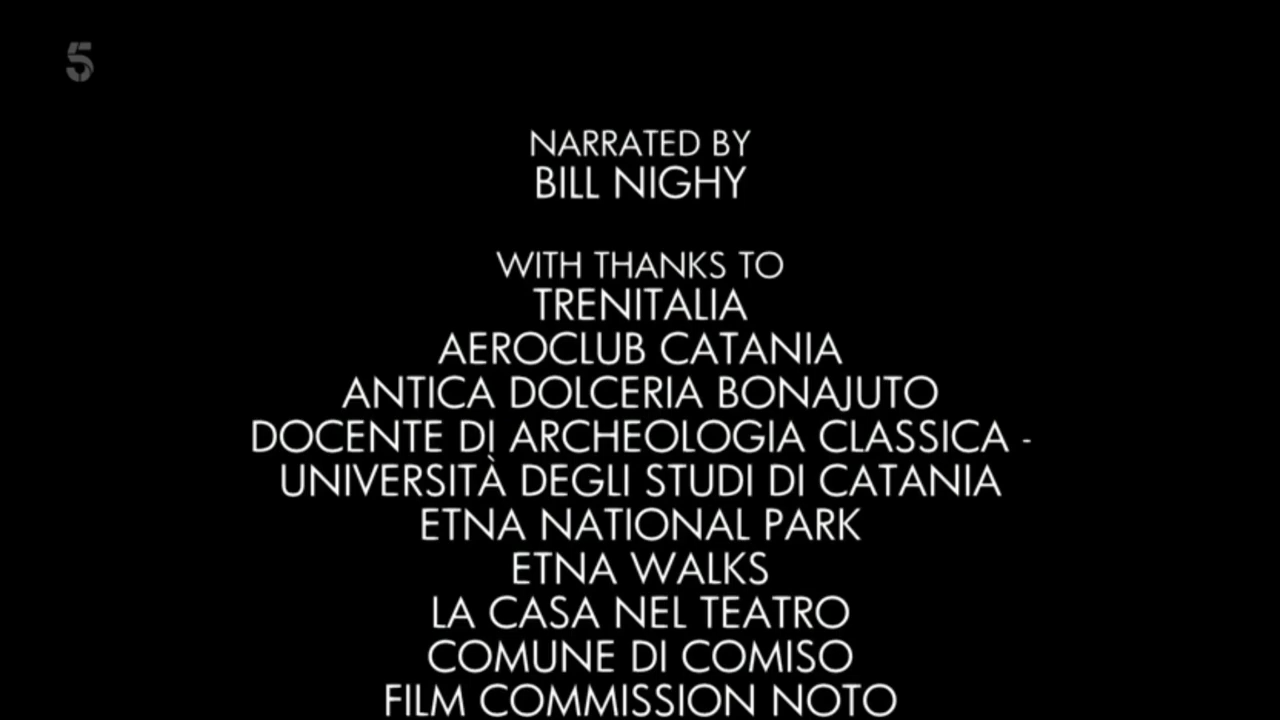 5
NARRATED BY
BILL NIGHY
WITH THANKS TO
TRENITALIA
AEROCLUB CATANIA
ANTICA DOLCERIA BONAJUTO
DOCENTE DI ARCHEOLOGIA CLASSICA -
UNIVERSITÀ DEGLI STUDI DI CATANIA
ETNA NATIONAL PARK
ETNA WALKS
LA CASA NEL TEATRO
COMUNE DI COMISO
FILM COMMISSION NOTO